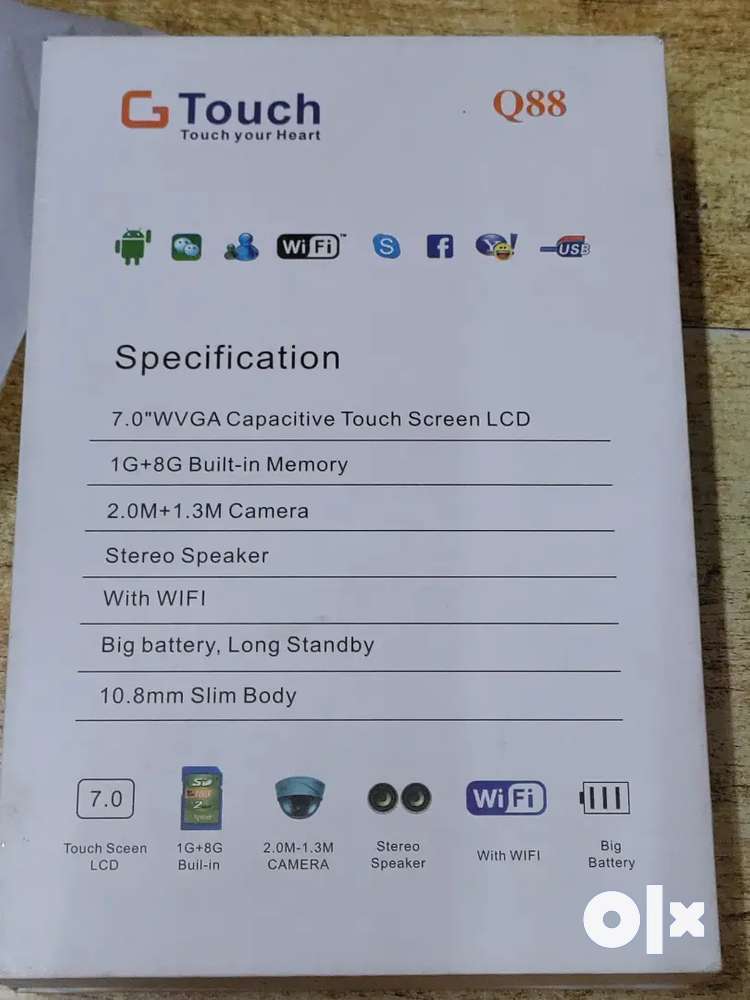 G Touch
Touch your Heart
Q88
WiFi™
S
f
Y!
USB
Specification
7.0"WVGA Capacitive Touch Screen LCD
1G+8G Built-in Memory
2.0M+1.3M Camera
Stereo Speaker
With WIFI
Big battery, Long Standby
10.8mm Slim Body
7.0
SD
2
WiFi
Touch Sceen
LCD
1G+8G
Buil-in
2.0M-1.3M
CAMERA
Stereo
Speaker
With WIFI
Big
Battery
olx